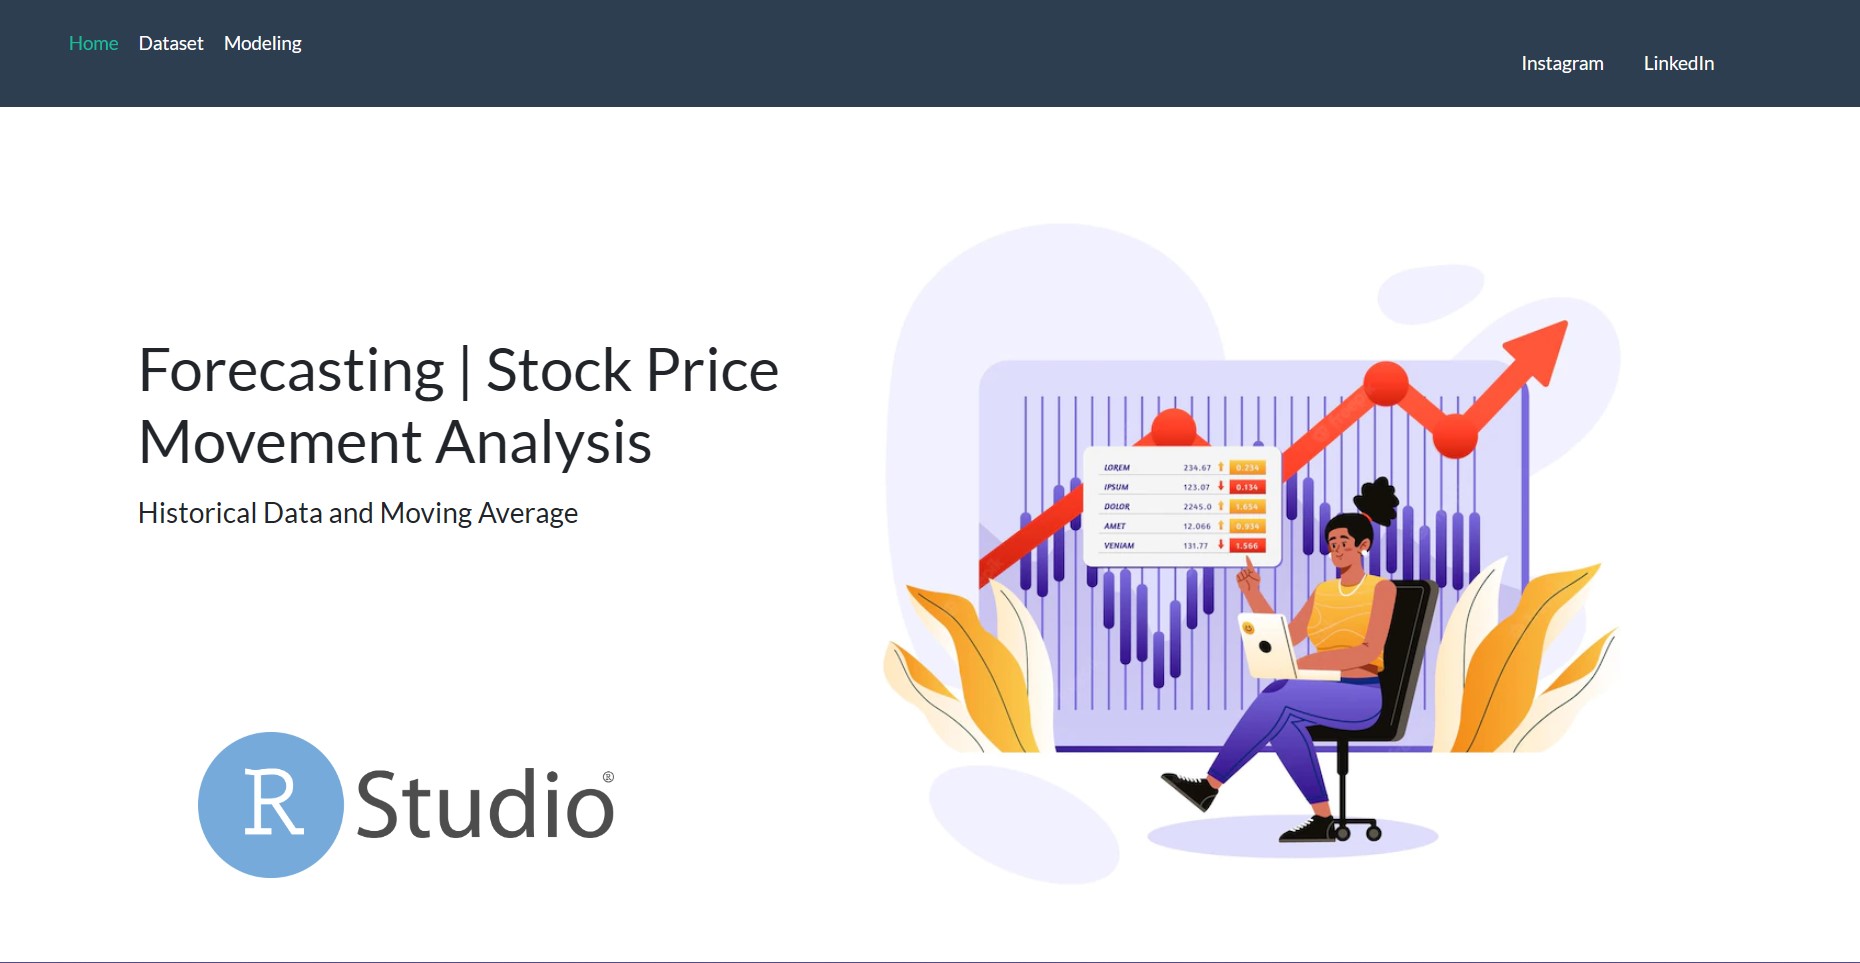 Home Dataset Modeling
Instagram LinkedIn
Forecasting | Stock Price
Movement Analysis
Historical Data and Moving Average
R Studio®
LOREM 234.67 0.234
IPSUM 123.07 0.134
DOLOR 2245.0 1.654
AMET 12.066 0.934
VENIAM 131.77 1.566